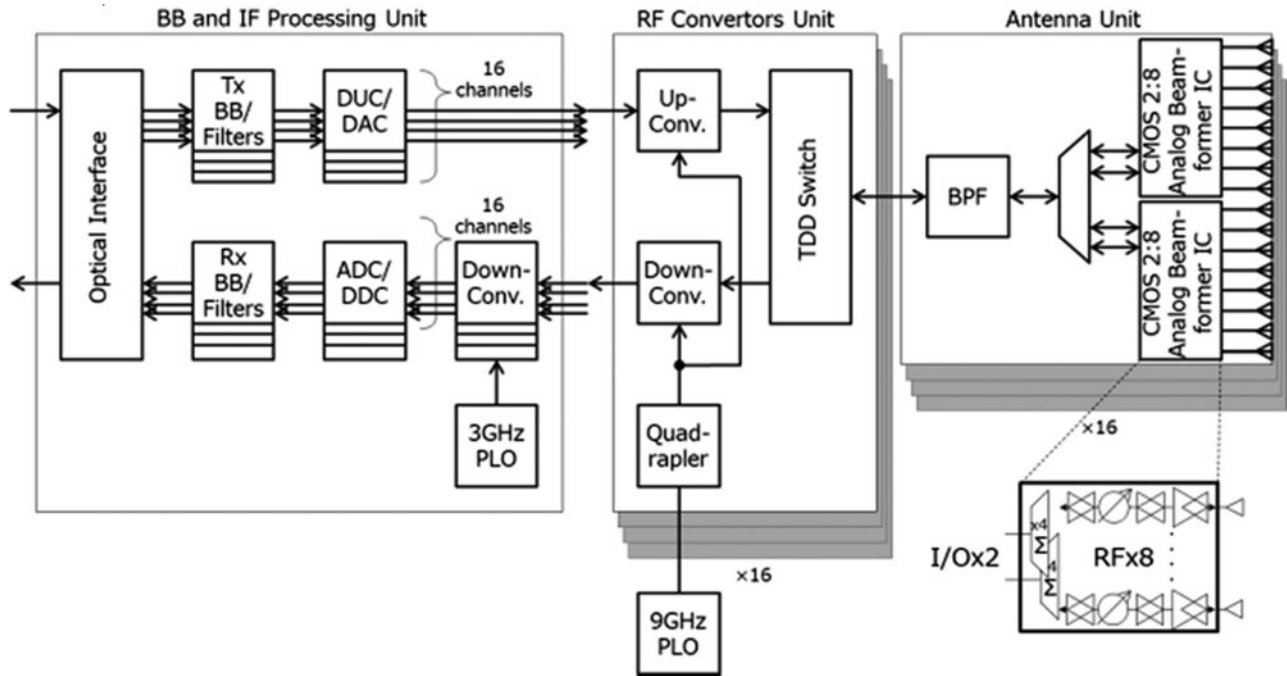 BB and IF Processing Unit
RF Convertors Unit
Antenna Unit
Optical Interface
Tx
BB/
Filters
DUC/
DAC
16
channels
Rx
BB/
Filters
ADC/
DDC
16
channels
Down-
Conv.
3GHz
PLO
Up-
Conv.
Down-
Conv.
TDD Switch
Quad-
rapler
×16
9GHz
PLO
BPF
CMOS 2:8
Analog Beam-
former IC
CMOS 2:8
Analog Beam-
former IC
×16
I/Ox2
x4
Σ
4
Σ
RFx8